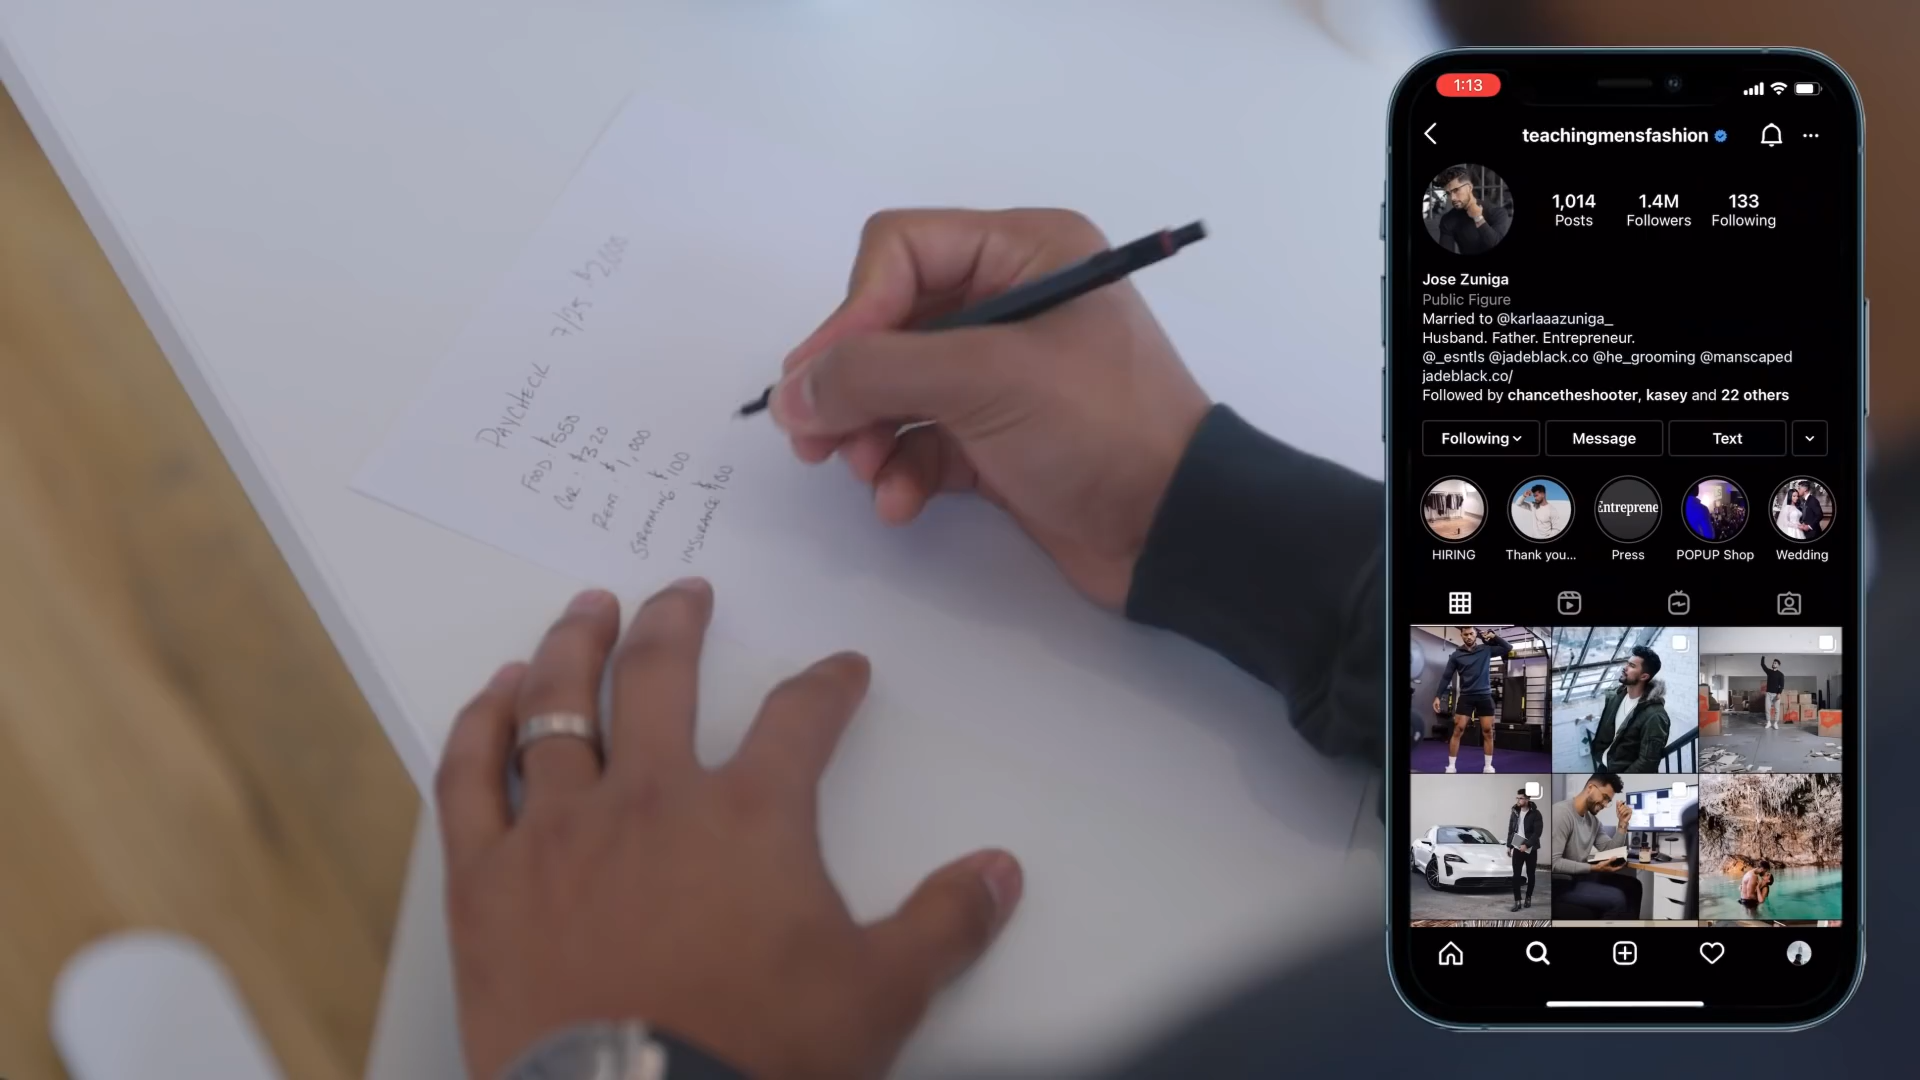 PAYCHECK 7/25 $2,000
FOOD: $550
CAR: $320
RENT: $1,000
STREAMING $100
INSURANCE $100
1:13
teachingmensfashion
1,014
Posts
1.4M
Followers
133
Following
Jose Zuniga
Public Figure
Married to @karlaaazuniga_
Husband. Father. Entrepreneur.
@_esntls @jadeblack.co @he_grooming @manscaped
jadeblack.co/
Followed by chancetheshooter, kasey and 22 others
Following
Message
Text
Entreprene
HIRING
Thank you...
Press
POPUP Shop
Wedding